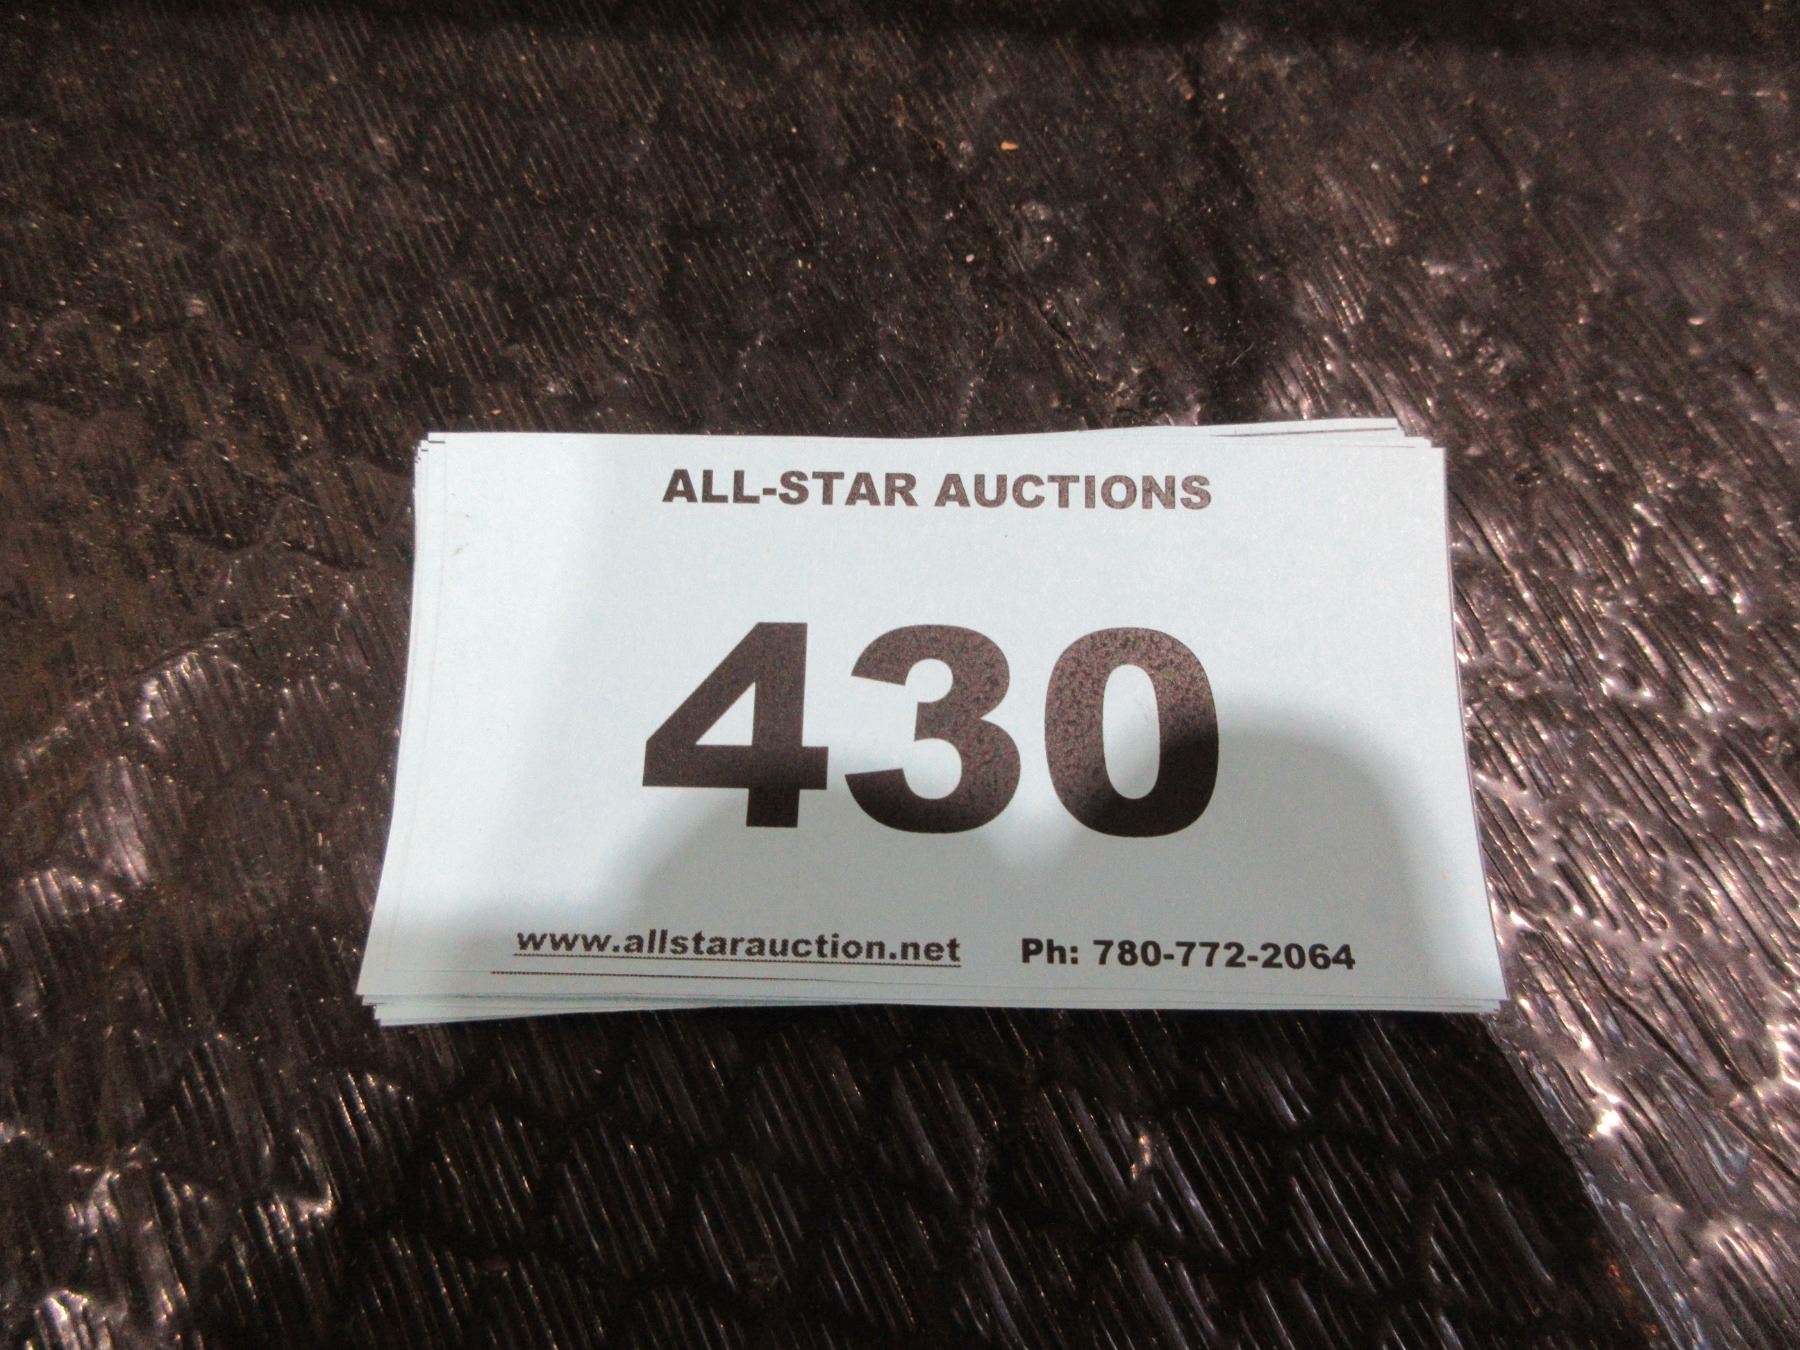 ALL-STAR AUCTIONS
430
www.allstarauction.net Ph: 780-772-2064